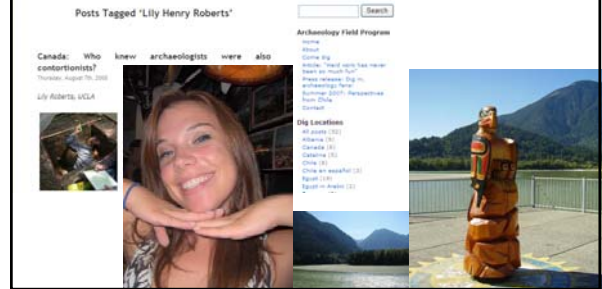 Posts Tagged ‘Lily Henry Roberts’
Canada: Who knew archaeologists were also
contortionists?
Thursday, August 7th, 2008
Lily Roberts, UCLA
Search
Archaeology Field Program
Home
About
Come dig
Article: "Hard work has never
been so much fun"
Press release: Dig in,
archaeology fans!
Summer 2007: Perspectives
from Chile
Contact
Dig Locations
All posts (52)
Albania (5)
Canada (8)
Catalina (5)
Chile (6)
Chile en español (3)
Egypt (19)
Egypt in Arabic (2)